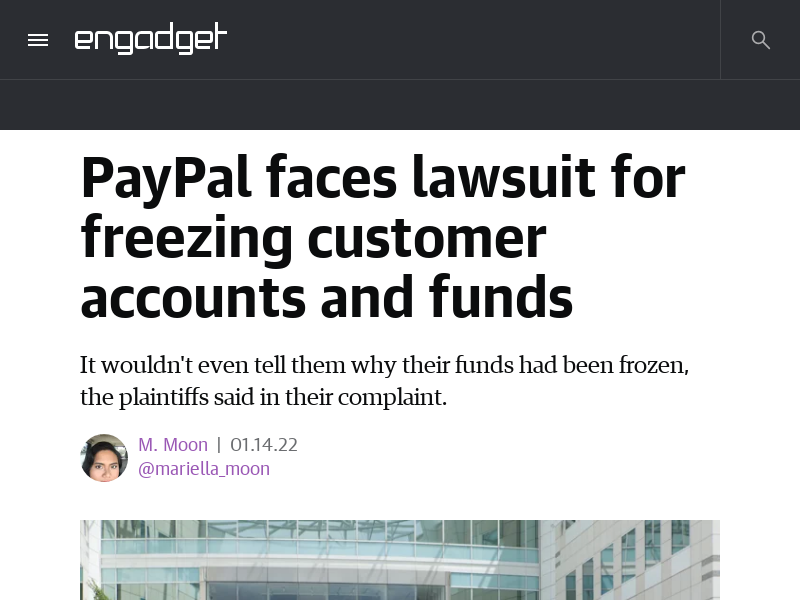 engadget
PayPal faces lawsuit for
freezing customer
accounts and funds
It wouldn't even tell them why their funds had been frozen,
the plaintiffs said in their complaint.
M. Moon | 01.14.22
@mariella_moon